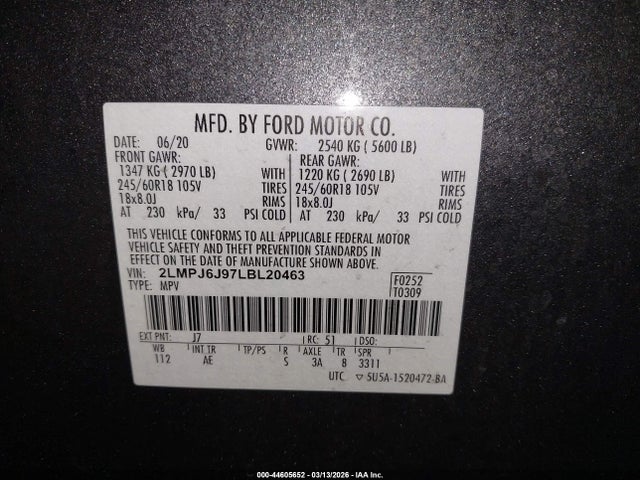 MFD. BY FORD MOTOR CO.
DATE: 06/20 GVWR: 2540 KG ( 5600 LB)
FRONT GAWR: REAR GAWR:
1347 KG ( 2970 LB) WITH 1220 KG ( 2690 LB) WITH
245/60R18 105V TIRES 245/60R18 105V TIRES
18x8.0J RIMS 18x8.0J RIMS
AT 230 kPa/ 33 PSI COLD AT 230 kPa/ 33 PSI COLD
THIS VEHICLE CONFORMS TO ALL APPLICABLE FEDERAL MOTOR
VEHICLE SAFETY AND THEFT PREVENTION STANDARDS IN
EFFECT ON THE DATE OF MANUFACTURE SHOWN ABOVE.
VIN: 2LMPJ6J97LBL20463 F0252
TYPE: MPV T0309
EXT PNT: J7 RC: 51 DSO:
WB INT TR TP/PS R AXLE TR SPR
112 AE S 3A 8 3311
UTC ▽ 5U5A-1520472-BA
000-44605652 - 03/13/2026 - IAA Inc.